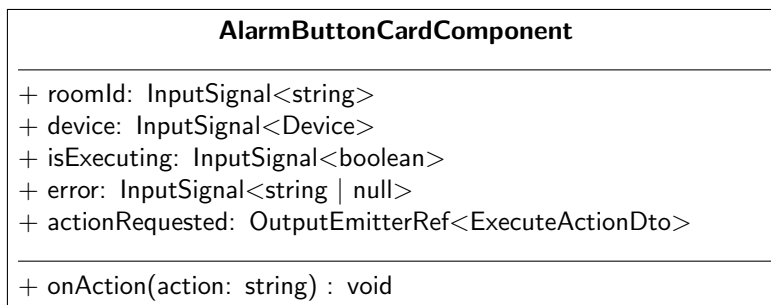 AlarmButtonCardComponent
+ roomId: InputSignal<string>
+ device: InputSignal<Device>
+ isExecuting: InputSignal<boolean>
+ error: InputSignal<string | null>
+ actionRequested: OutputEmitterRef<ExecuteActionDto>
+ onAction(action: string) : void